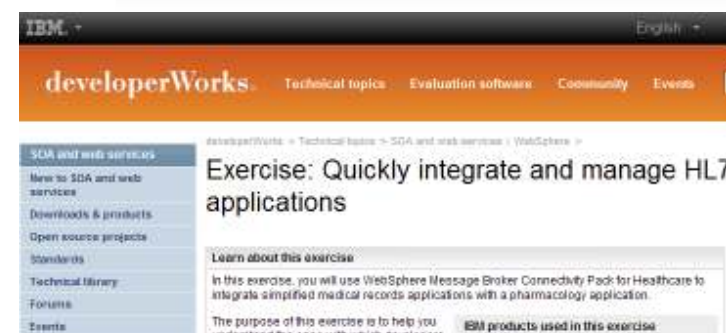 IBM.
English
developerWorks.
Technical topics
Evaluation software
Community
Events
developerWorks > Technical topics > SOA and web services | WebSphere >
SOA and web services
New to SOA and web
services
Downloads & products
Open source projects
Standards
Technical library
Forums
Events
Exercise: Quickly integrate and manage HL7
applications
Learn about this exercise
In this exercise, you will use WebSphere Message Broker Connectivity Pack for Healthcare to
integrate simplified medical records applications with a pharmacology application.
The purpose of this exercise is to help you
IBM products used in this exercise